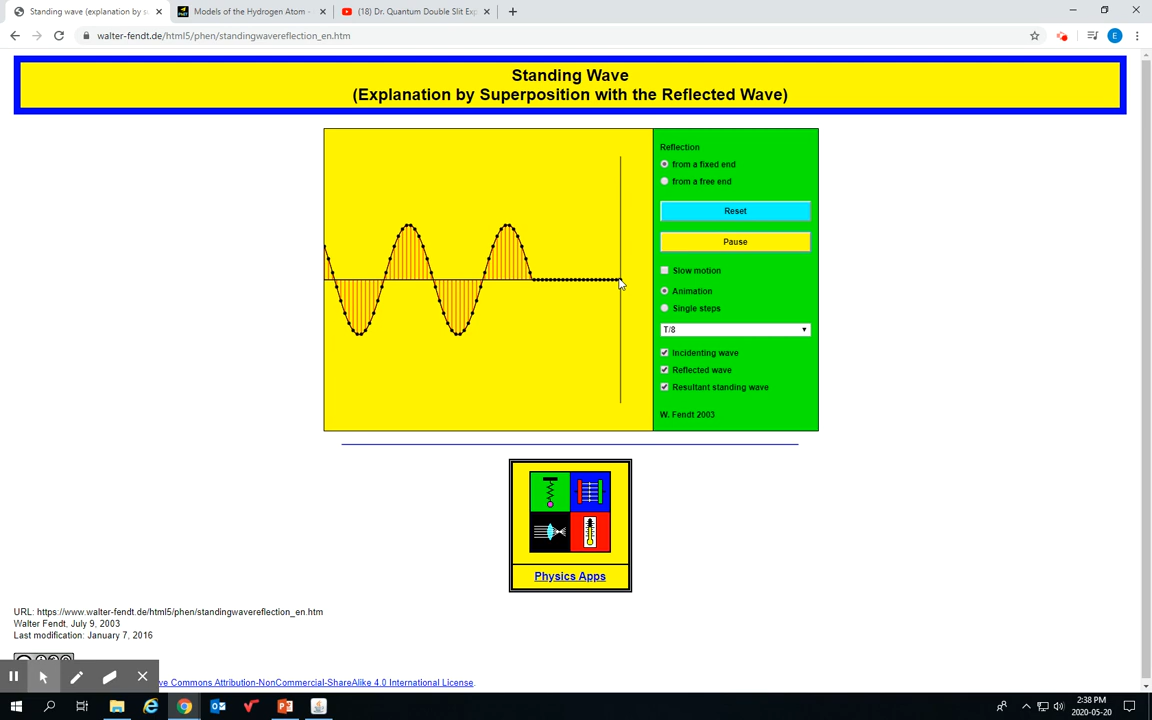 Standing wave (explanation by s
Models of the Hydrogen Atom -
(18) Dr. Quantum Double Slit Exp
walter-fendt.de/html5/phen/standingwavereflection_en.htm
E
Standing Wave
(Explanation by Superposition with the Reflected Wave)
Reflection
from a fixed end
from a free end
Reset
Pause
Slow motion
Animation
Single steps
T/8
Incidenting wave
Reflected wave
Resultant standing wave
W. Fendt 2003
Physics Apps
URL: https://www.walter-fendt.de/html5/phen/standingwavereflection_en.htm
Walter Fendt, July 9, 2003
Last modification: January 7, 2016
ve Commons Attribution-NonCommercial-ShareAlike 4.0 International License.
2:38 PM
2020-05-20